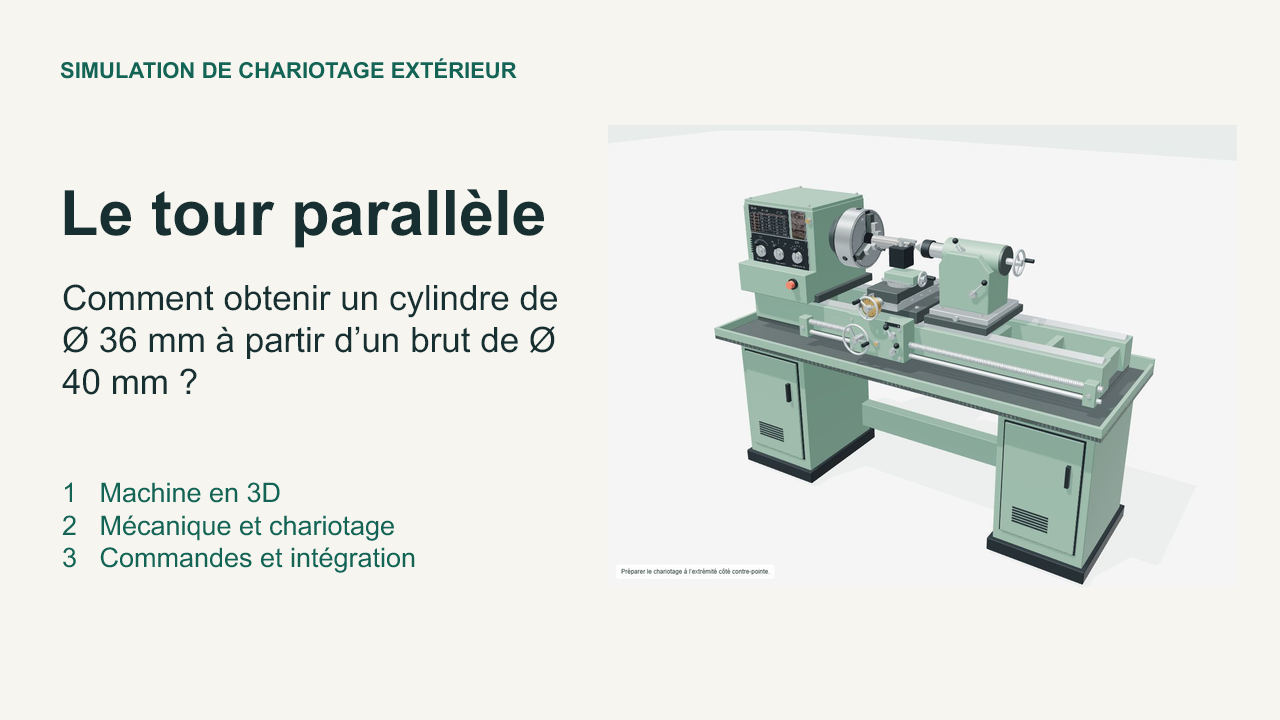 SIMULATION DE CHARIOTAGE EXTÉRIEUR
Le tour parallèle
Comment obtenir un cylindre de
Ø 36 mm à partir d’un brut de Ø
40 mm ?
1 Machine en 3D
2 Mécanique et chariotage
3 Commandes et intégration
Préparer le chariotage à l’extrémité côté contre-pointe.